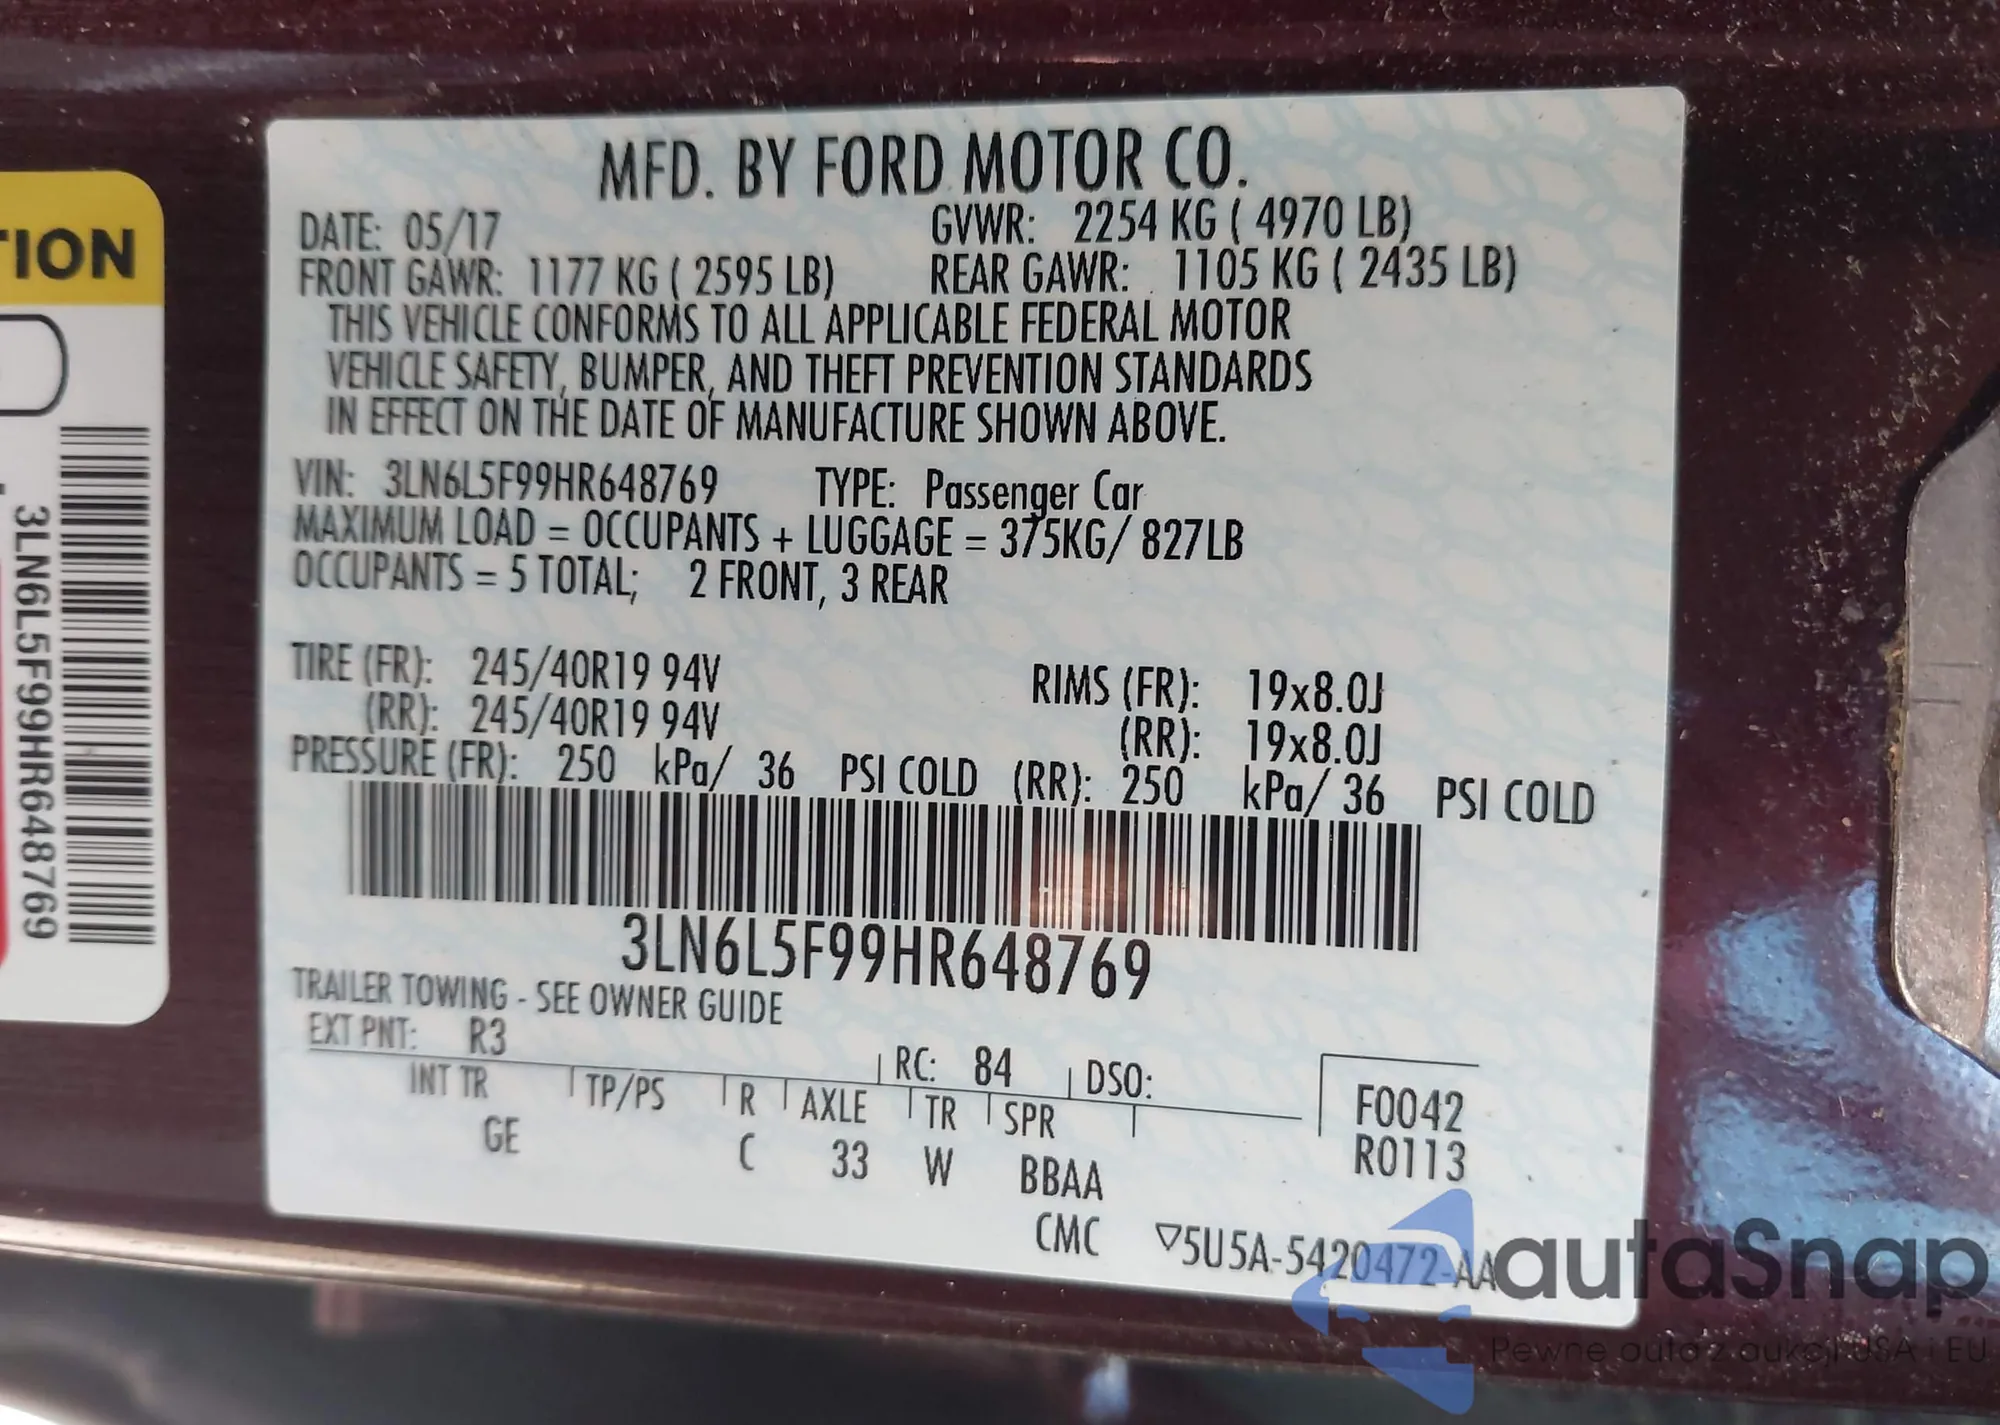 MFD. BY FORD MOTOR CO.
DATE: 05/17 GVWR: 2254 KG ( 4970 LB)
FRONT GAWR: 1177 KG ( 2595 LB) REAR GAWR: 1105 KG ( 2435 LB)
THIS VEHICLE CONFORMS TO ALL APPLICABLE FEDERAL MOTOR
VEHICLE SAFETY, BUMPER, AND THEFT PREVENTION STANDARDS
IN EFFECT ON THE DATE OF MANUFACTURE SHOWN ABOVE.
VIN: 3LN6L5F99HR648769 TYPE: Passenger Car
MAXIMUM LOAD = OCCUPANTS + LUGGAGE = 375KG/ 827LB
OCCUPANTS = 5 TOTAL; 2 FRONT, 3 REAR
TIRE (FR): 245/40R19 94V RIMS (FR): 19x8.0J
(RR): 245/40R19 94V (RR): 19x8.0J
PRESSURE (FR): 250 kPa/ 36 PSI COLD (RR): 250 kPa/ 36 PSI COLD
3LN6L5F99HR648769
TRAILER TOWING - SEE OWNER GUIDE
EXT PNT: R3 RC: 84 DSO:
INT TR TP/PS R AXLE TR SPR
GE C 33 W BBAA
F0042
R0113
CMC ▽5U5A-5420472-AA
TION
3LN6L5F99HR648769
autaSnap
Pewne auta z aukcji USA i EU